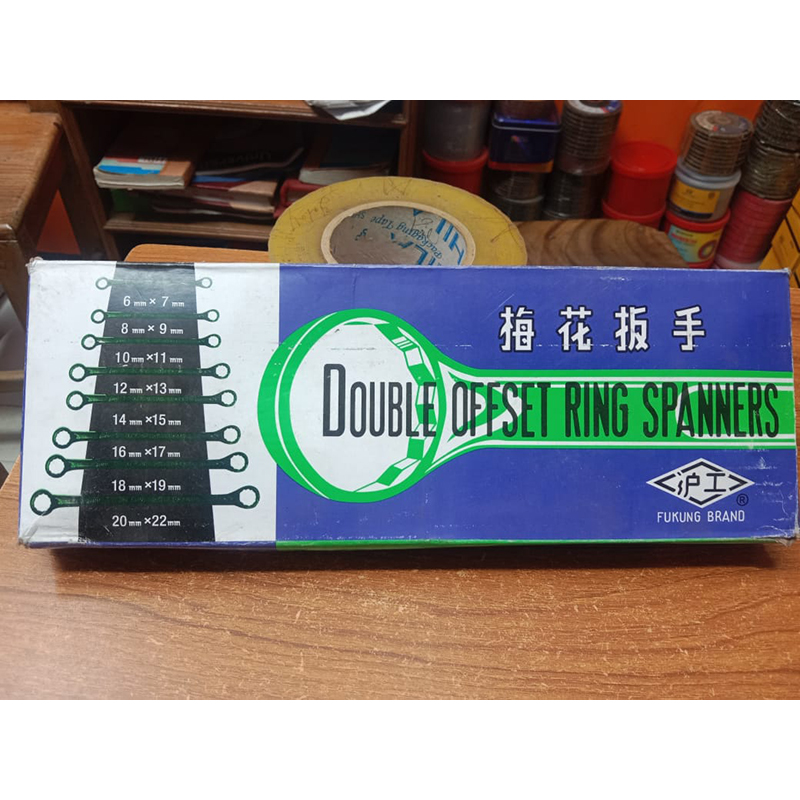 6 mm × 7 mm
8 mm × 9 mm
10 mm ×11 mm
12 mm ×13 mm
14 mm ×15 mm
16 mm ×17 mm
18 mm ×19 mm
20 mm ×22 mm
梅花扳手
DOUBLE OFFSET RING SPANNERS
沪工
®
FUKUNG BRAND
Packaging Tape